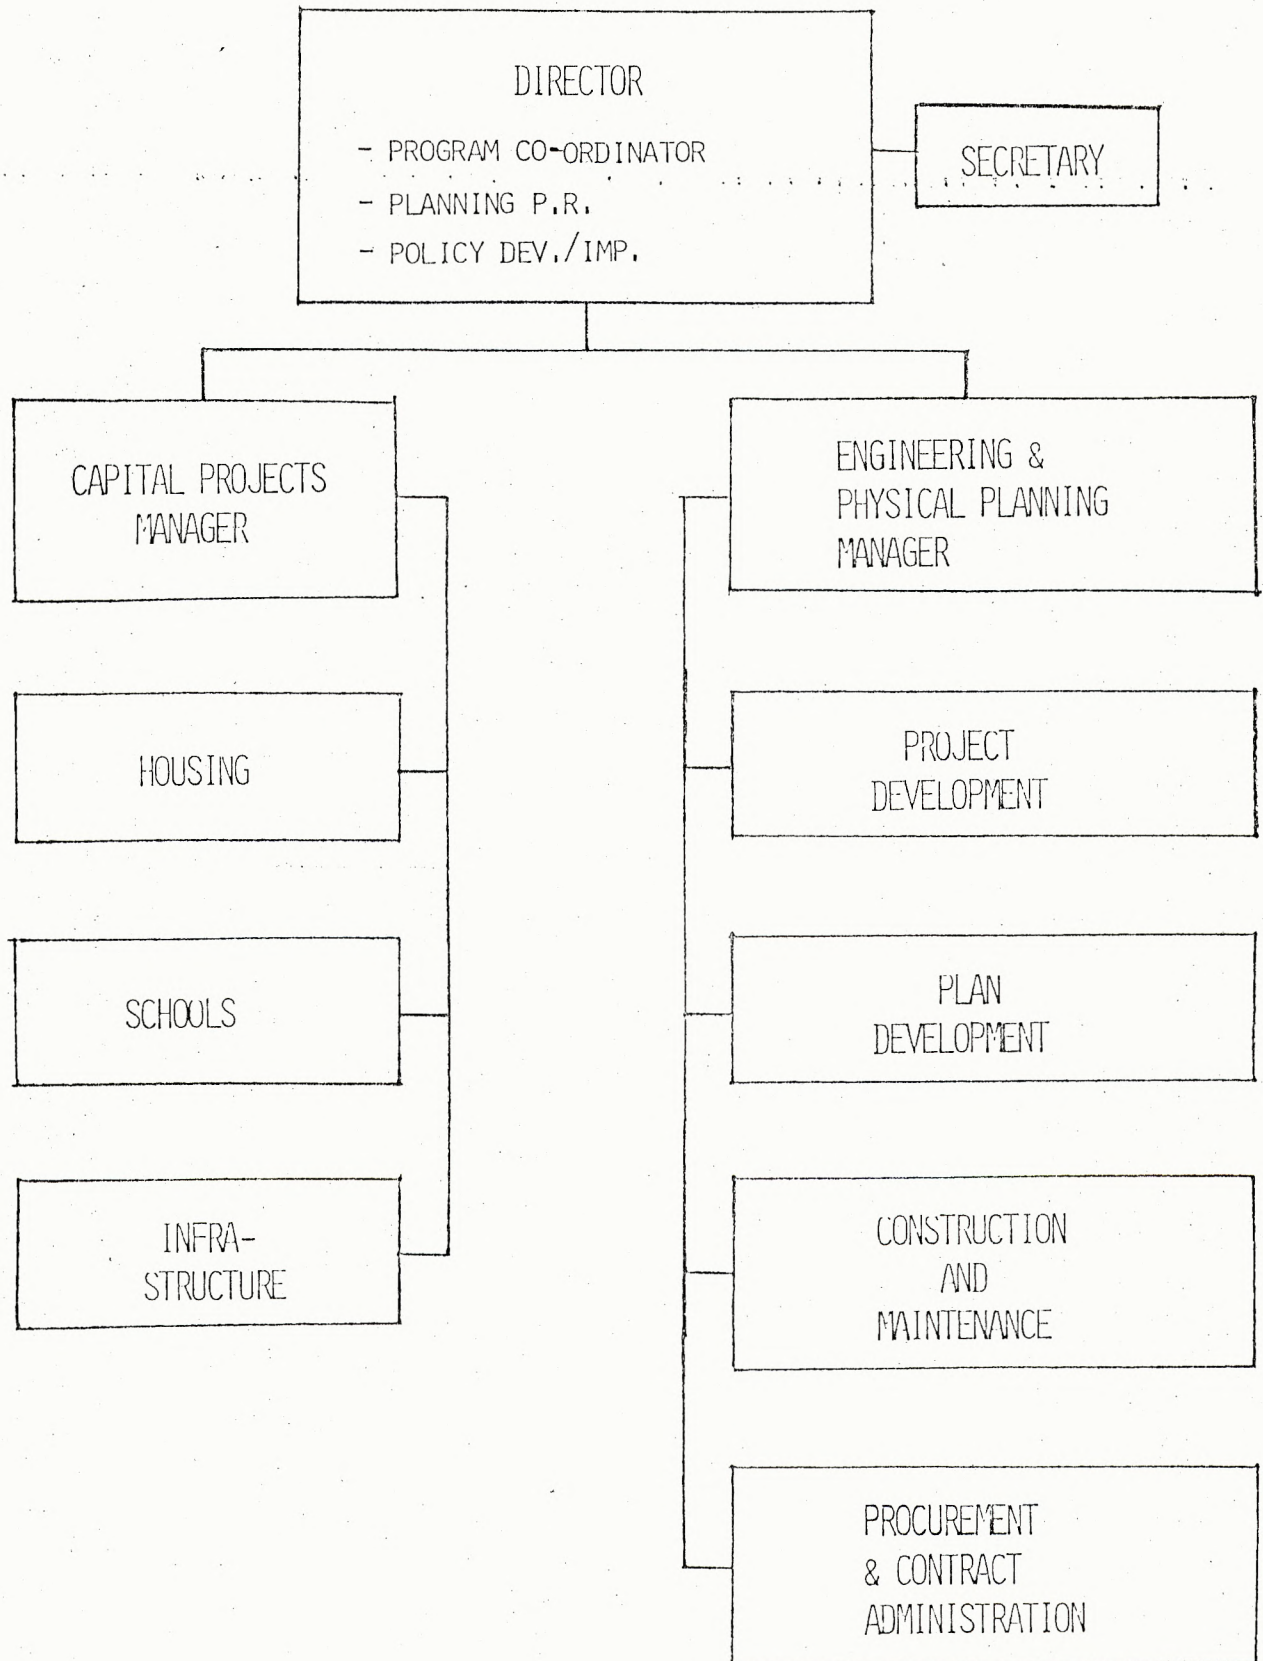 DIRECTOR
- PROGRAM CO-ORDINATOR
- PLANNING P.R.
- POLICY DEV./IMP.
SECRETARY
CAPITAL PROJECTS
MANAGER
HOUSING
SCHOOLS
INFRA-
STRUCTURE
ENGINEERING &
PHYSICAL PLANNING
MANAGER
PROJECT
DEVELOPMENT
PLAN
DEVELOPMENT
CONSTRUCTION
AND
MAINTENANCE
PROCUREMENT
& CONTRACT
ADMINISTRATION